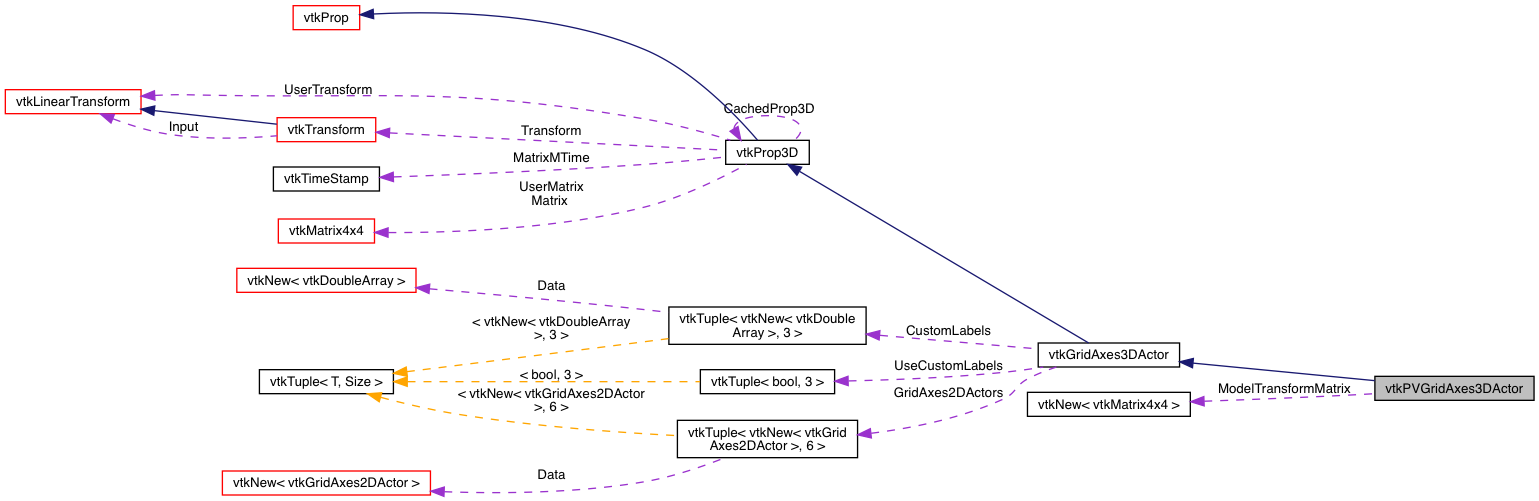 vtkProp
UserTransform
vtkLinearTransform
CachedProp3D
Input
vtkTransform
Transform
vtkProp3D
MatrixMTime
vtkTimeStamp
UserMatrix
Matrix
vtkMatrix4x4
vtkNew< vtkDoubleArray >
Data
vtkTuple< vtkNew< vtkDouble
Array >, 3 >
< vtkNew< vtkDoubleArray
>, 3 >
CustomLabels
vtkGridAxes3DActor
UseCustomLabels
vtkTuple< T, Size >
< bool, 3 >
vtkTuple< bool, 3 >
< vtkNew< vtkGridAxes2DActor
>, 6 >
GridAxes2DActors
ModelTransformMatrix
vtkPVGridAxes3DActor
vtkNew< vtkMatrix4x4 >
vtkTuple< vtkNew< vtkGrid
Axes2DActor >, 6 >
Data
vtkNew< vtkGridAxes2DActor >